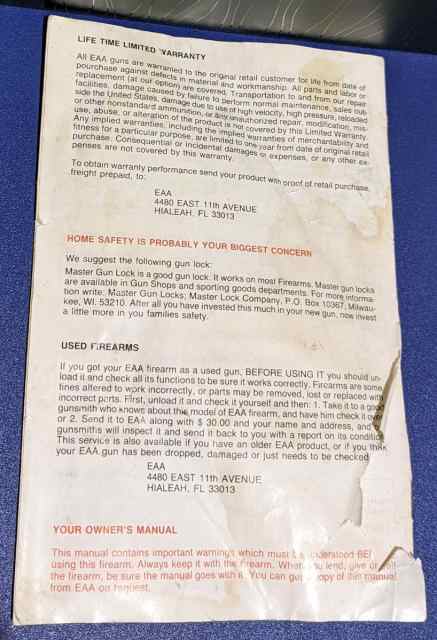 LIFE TIME LIMITED WARRANTY
All EAA guns are warranted to the original retail customer for life from date of
pourchase against defects in material and workmanship. All parts and labor or
replacement (at our option) are covered. Transportation to and from our repair
facilities, damage caused by failure to perform normal maintenance, sales out-
side the United States, damage due to use of high velocity, high pressure, reloaded
or other nonstandard ammunition, or any unauthorized repair, modification, mis-
use, abuse, or alteration of the product is not covered by this Limited Warranty.
Any implied warranties, including the implied warranties of merchantability and
fitness for a particular purpose, are limited to one year from date of original retail
purchase. Consequential or incidental damages or expenses, or any other ex-
penses are not covered by this warranty.
To obtain warranty performance send your product with proof of retail purchase,
freight prepaid, to:
EAA
4480 EAST 11th AVENUE
HIALEAH, FL 33013
HOME SAFETY IS PROBABLY YOUR BIGGEST CONCERN
We suggest the following gun lock:
Master Gun Lock is a good gun lock. It works on most Firearms. Master gun locks
are available in Gun Shops and sporting goods departments. For more informa-
tion write: Master Gun Locks; Master Lock Company, P.O. Box 10367, Milwau-
kee, WI. 53210. After all you have invested this much in your new gun, now invest
a little more in you families safety.
USED FIREARMS
If you got your EAA firearm as a used gun, BEFORE USING IT you should un-
load it and check all its functions to be sure it works correctly. Firearms are some
times altered to work incorrectly, or parts may be removed, lost or replaced with
incorrect parts. First, unload it and check it yourself and then: 1. Take it to a good
gunsmith who knows about this model of EAA firearm, and have him check it over
or 2. Send it to EAA along with $ 30.00 and your name and address, and
gunsmiths will inspect it and send it back to you with a report on its condition
This service is also available if you have an older EAA product, or if you think
your EAA gun has been dropped, damaged or just needs to be checked
EAA
4480 EAST 11th AVENUE
HIALEAH, FL 33013
YOUR OWNER'S MANUAL
This manual contains important warnings which must be understood BEF
using this firearm. Always keep it with the firearm. When you lend, give or sell
the firearm, be sure the manual goes with it. You can get copy of this manual
from EAA on request.